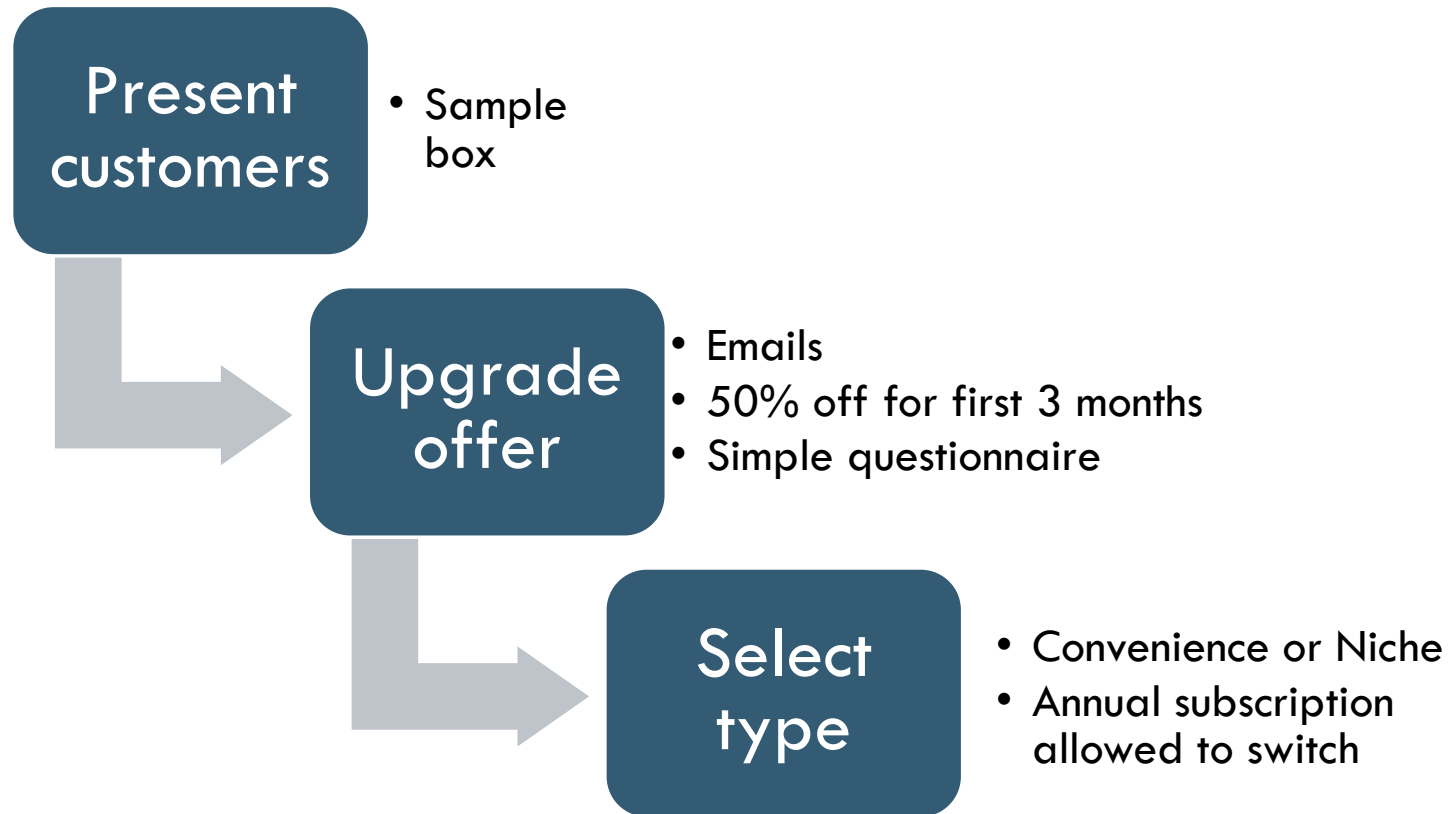 Present
customers
• Sample
box
Upgrade
offer
• Emails
• 50% off for first 3 months
• Simple questionnaire
Select
type
• Convenience or Niche
• Annual subscription
allowed to switch